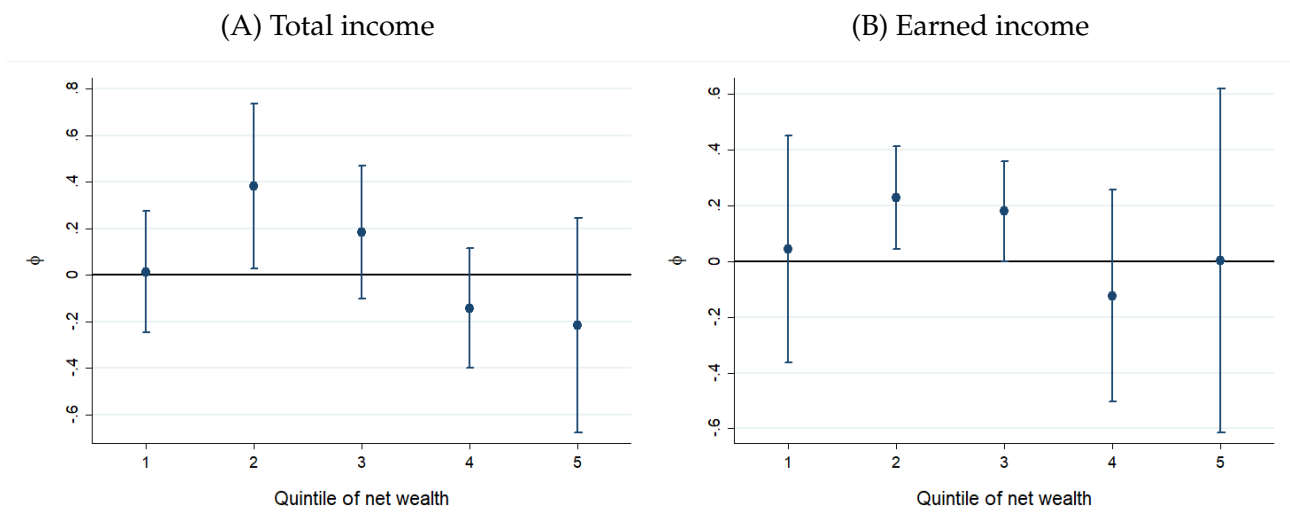 (A) Total income
.8
.6
.4
.2
0
-.2
-.4
-.6
ϕ
1 2 3 4 5
Quintile of net wealth
(B) Earned income
.6
.4
.2
0
-.2
-.4
-.6
ϕ
1 2 3 4 5
Quintile of net wealth